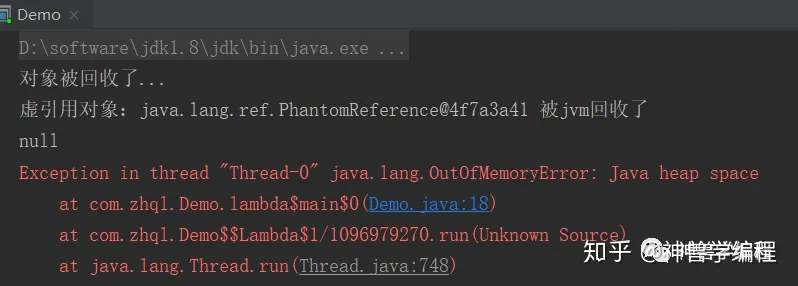 Demo
D:\software\jdk1.8\jdk\bin\java.exe ...
对象被回收了...
虚引用对象：java.lang.ref.PhantomReference@4f7a3a41 被jvm回收了
null
Exception in thread "Thread-0" java.lang.OutOfMemoryError: Java heap space
at com.zhql.Demo.lambda$main$0(Demo.java:18)
at com.zhql.Demo$$Lambda$1/1096979270.run(Unknown Source)
at java.lang.Thread.run(Thread.java:748)
知乎 @神兽学编程